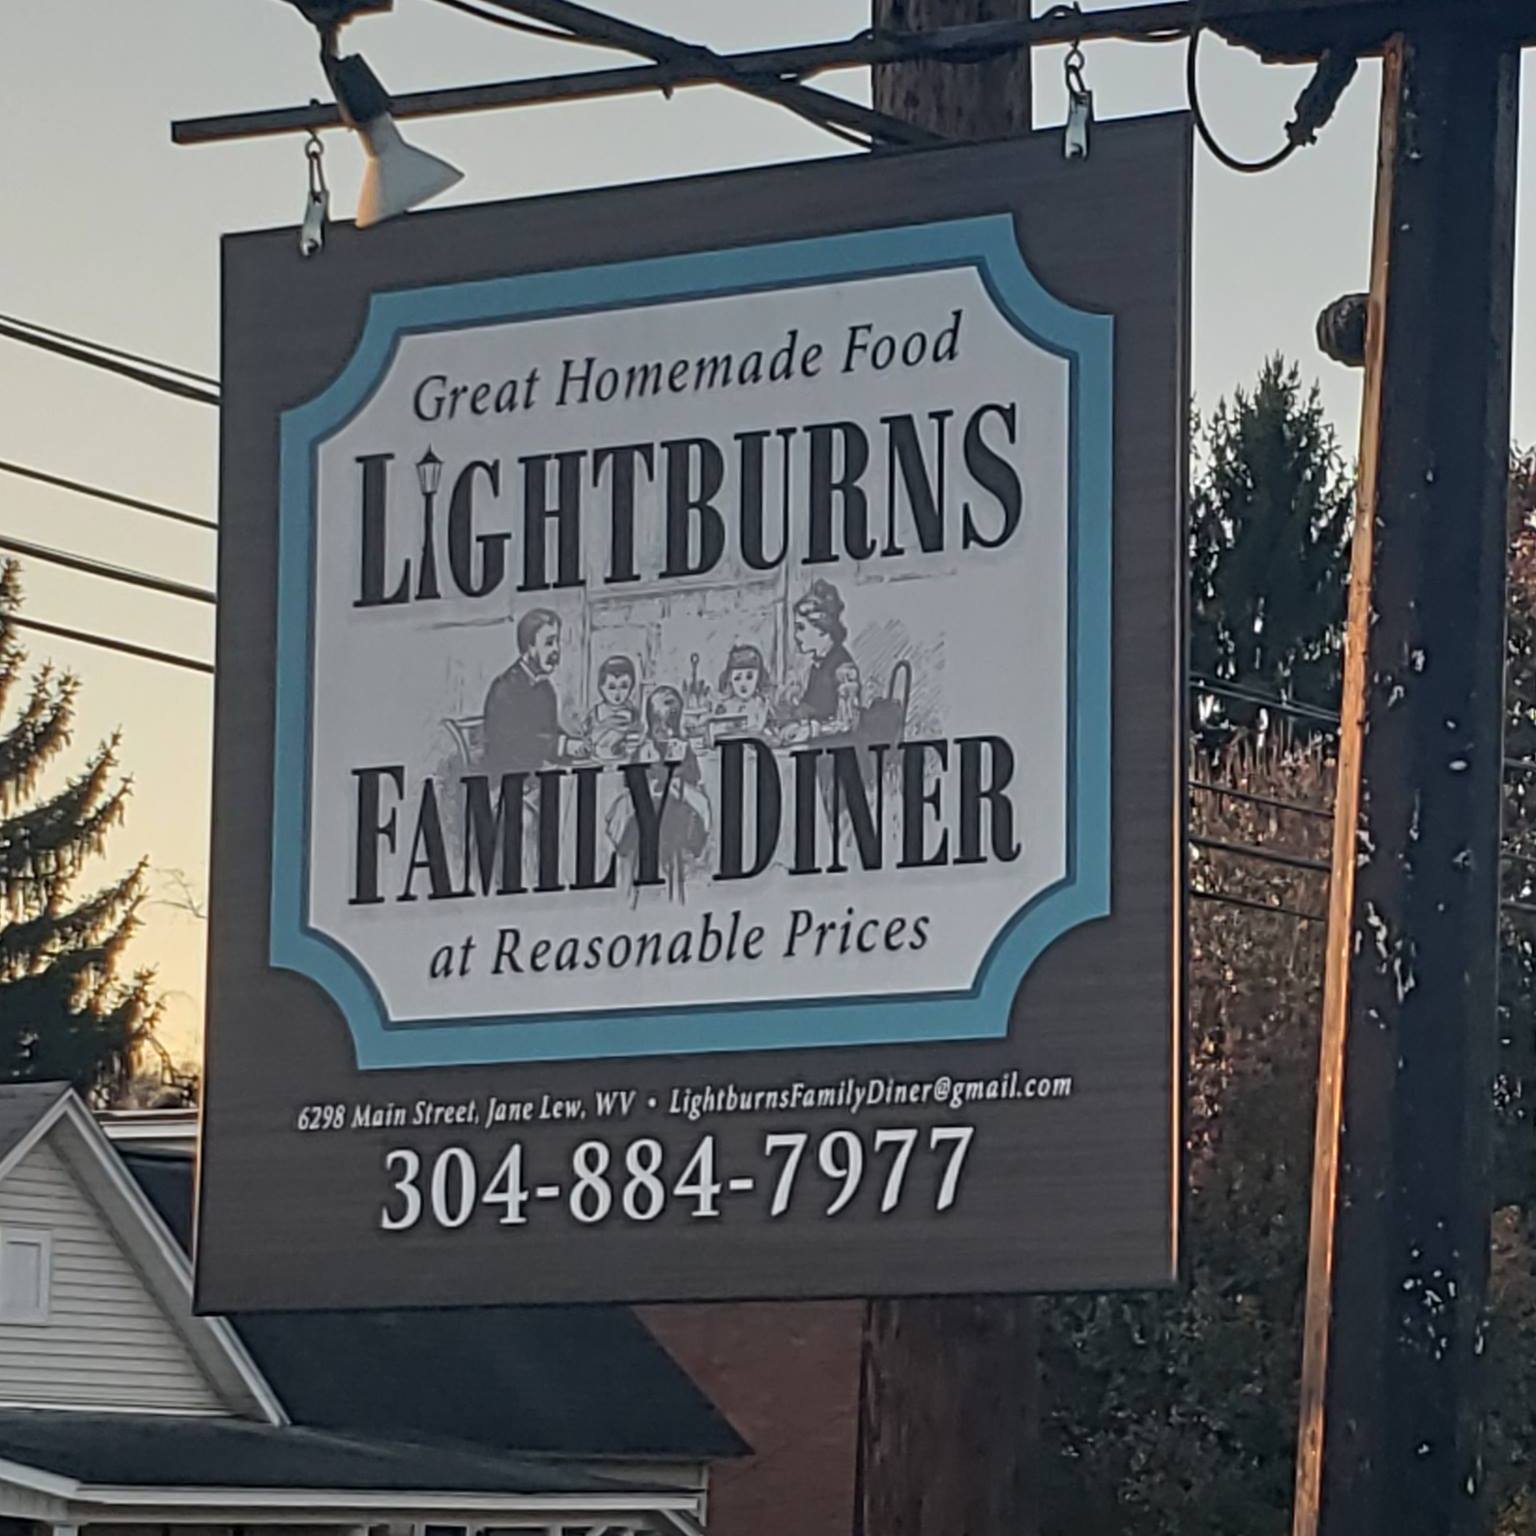 Great Homemade Food
LIGHTBURNS
FAMILY DINER
at Reasonable Prices
6298 Main Street, Jane Lew, WV • LightburnsFamilyDiner@gmail.com
304-884-7977